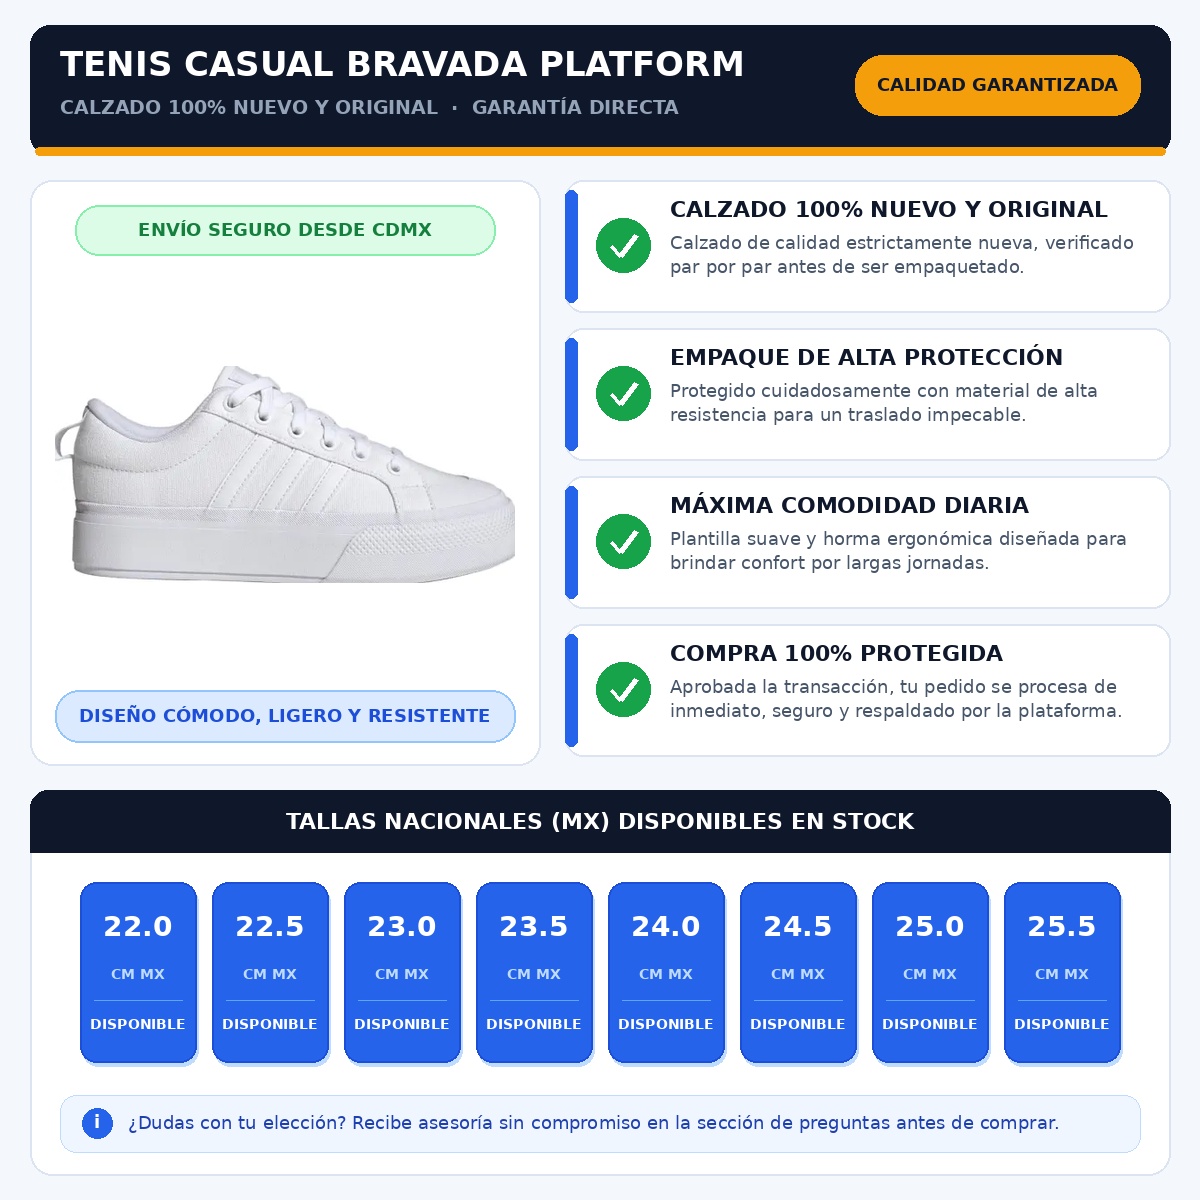 TENIS CASUAL BRAVADA PLATFORM
CALZADO 100% NUEVO Y ORIGINAL · GARANTÍA DIRECTA
CALIDAD GARANTIZADA
ENVÍO SEGURO DESDE CDMX
DISEÑO CÓMODO, LIGERO Y RESISTENTE
CALZADO 100% NUEVO Y ORIGINAL
Calzado de calidad estrictamente nueva, verificado
par por par antes de ser empaquetado.
EMPAQUE DE ALTA PROTECCIÓN
Protegido cuidadosamente con material de alta
resistencia para un traslado impecable.
MÁXIMA COMODIDAD DIARIA
Plantilla suave y horma ergonómica diseñada para
brindar confort por largas jornadas.
COMPRA 100% PROTEGIDA
Aprobada la transacción, tu pedido se procesa de
inmediato, seguro y respaldado por la plataforma.
TALLAS NACIONALES (MX) DISPONIBLES EN STOCK
22.0 22.5 23.0 23.5 24.0 24.5 25.0 25.5
CM MX CM MX CM MX CM MX CM MX CM MX CM MX CM MX
DISPONIBLE DISPONIBLE DISPONIBLE DISPONIBLE DISPONIBLE DISPONIBLE DISPONIBLE DISPONIBLE
i ¿Dudas con tu elección? Recibe asesoría sin compromiso en la sección de preguntas antes de comprar.